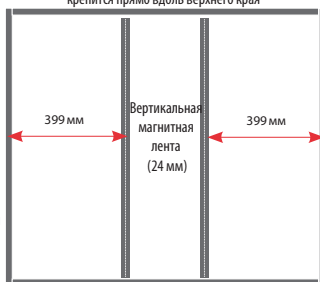 крепится прямо вдоль верхнего края
399 мм
Вертикальная
магнитная
лента
(24 мм)
399 мм